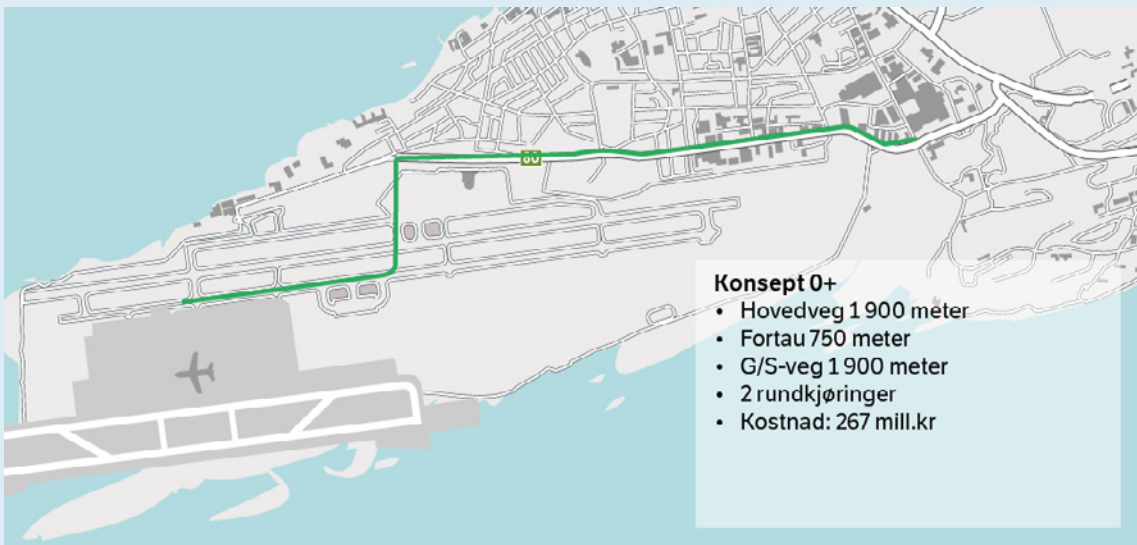 80
Konsept 0+
• Hovedveg 1 900 meter
• Fortau 750 meter
• G/S-veg 1 900 meter
• 2 rundkjøringer
• Kostnad: 267 mill.kr